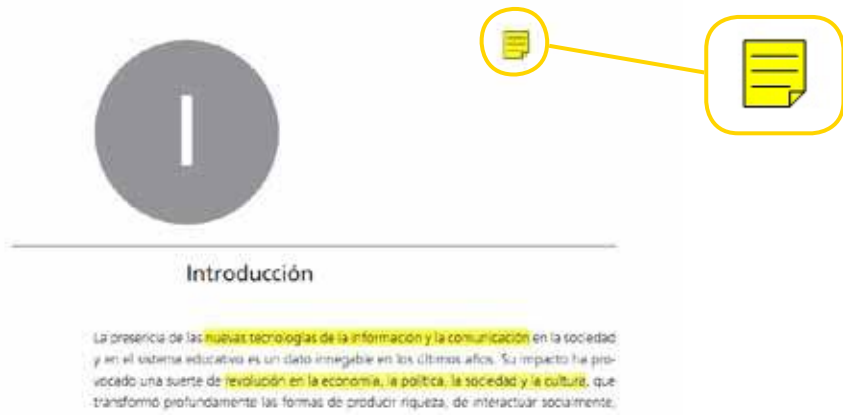 I
Introducción
La presencia de las nuevas tecnologías de la información y la comunicación en la sociedad
y en el sistema educativo es un dato innegable en los últimos años. Su impacto ha pro-
vocado una suerte de revolución en la economía, la política, la sociedad y la cultura, que
transformó profundamente las formas de producir riqueza, de interactuar socialmente,